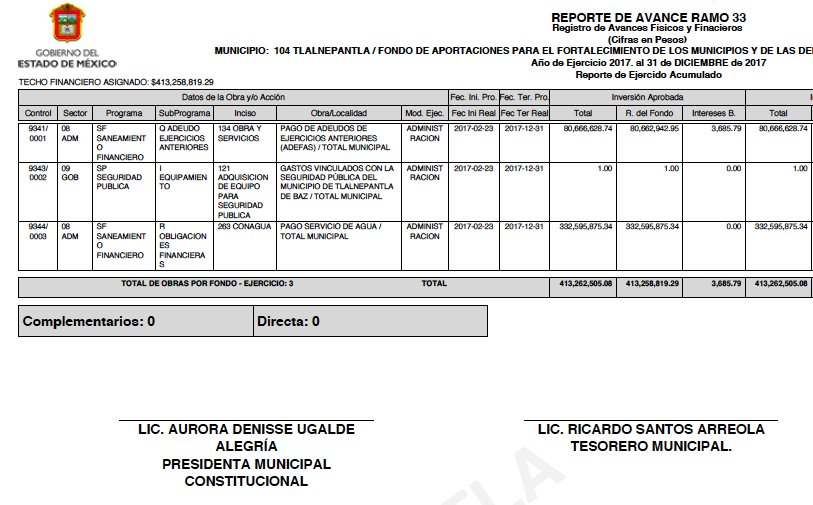 REPORTE DE AVANCE RAMO 33
Registro de Avances Físicos y Finacieros
(Cifras en Pesos)
GOBIERNO DEL
ESTADO DE MÉXICO
MUNICIPIO: 104 TLALNEPANTLA / FONDO DE APORTACIONES PARA EL FORTALECIMIENTO DE LOS MUNICIPIOS Y DE LAS
Año de Ejercicio 2017. al 31 de DICIEMBRE de 2017
Reporte de Ejercido Acumulado
TECHO FINANCIERO ASIGNADO: $413,258,819.29
Datos de la Obra y/o Acción Fec. Ini. Pro. Fec. Ter. Pro. Inversión Aprobada
Control Sector Programa SubPrograma Inciso Obra/Localidad Mod. Ejec. Fec Ini Real Fec Ter Real Total R. del Fondo Intereses B. Total
9341/ 08 SF Q ADEUDO 134 OBRA Y PAGO DE ADEUDOS DE ADMINIST 2017-02-23 2017-12-31 80,666,628.74 80,662,942.95 3,685.79 80,666,628.74
0001 ADM SANEAMIENT EJERCICIOS SERVICIOS EJERCICIOS ANTERIORES RACION
O ANTERIORES (ADEFAS) / TOTAL MUNICIPAL
FINANCIERO
9343/ 09 SP I 121 GASTOS VINCULADOS CON LA ADMINIST 2017-02-23 2017-12-31 1.00 1.00 0.00 1.00
0002 GOB SEGURIDAD EQUIPAMIEN ADQUISICION SEGURIDAD PÚBLICA DEL RACION
PUBLICA TO DE EQUIPO MUNICIPIO DE TLALNEPANTLA
PARA DE BAZ / TOTAL MUNICIPAL
SEGURIDAD
PUBLICA
9344/ 08 SF R 263 CONAGUA PAGO SERVICIO DE AGUA / ADMINIST 2017-02-23 2017-12-31 332,595,875.34 332,595,875.34 0.00 332,595,875.34
0003 ADM SANEAMIENT OBLIGACION TOTAL MUNICIPAL RACION
O ES
FINANCIERO FINANCIERA
S
TOTAL DE OBRAS POR FONDO - EJERCICIO: 3 TOTAL 413,262,505.08 413,258,819.29 3,685.79 413,262,505.08
Complementarios: 0 Directa: 0
LIC. AURORA DENISSE UGALDE LIC. RICARDO SANTOS ARREOLA
ALEGRÍA TESORERO MUNICIPAL.
PRESIDENTA MUNICIPAL
CONSTITUCIONAL